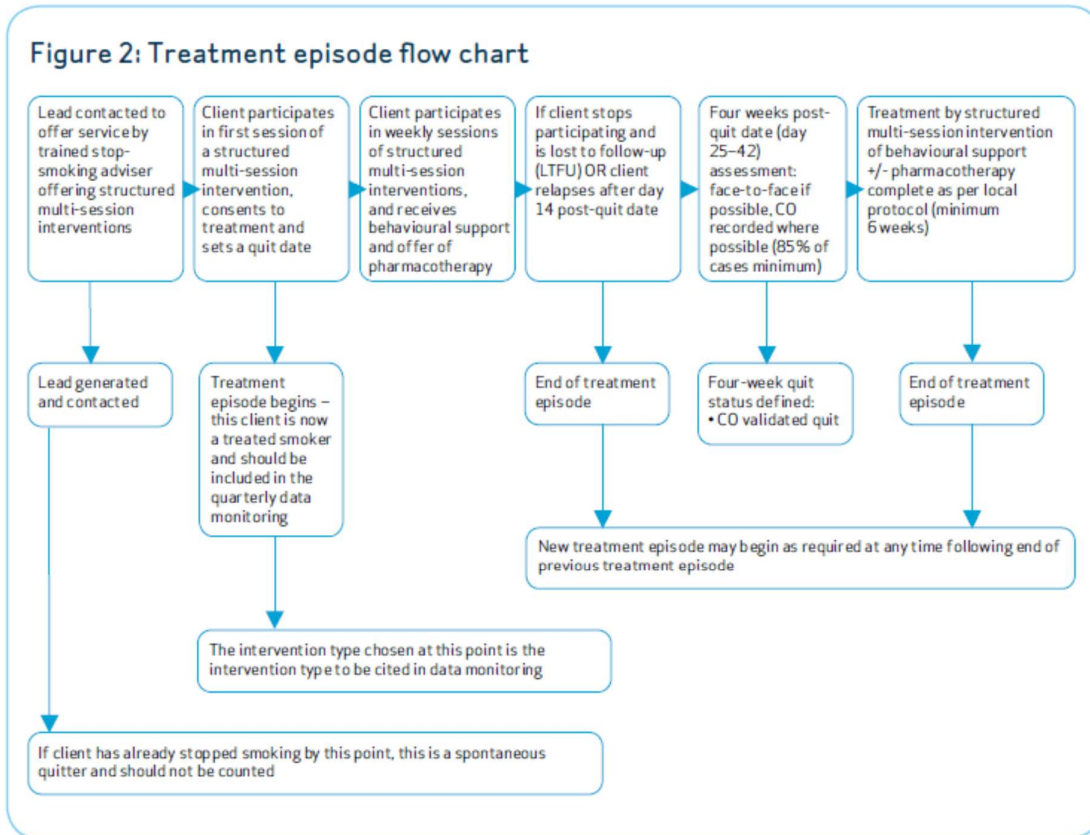 Figure 2: Treatment episode flow chart
Lead contacted to
offer service by
trained stop-
smoking adviser
offering structured
multi-session
interventions
Client participates
in first session of
a structured
multi-session
intervention,
consents to
treatment and
sets a quit date
Client participates
in weekly sessions
of structured
multi-session
interventions,
and receives
behavioural support
and offer of
pharmacotherapy
If client stops
participating and
is lost to follow-up
(LTFU) OR client
relapses after day
14 post-quit date
Four weeks post-
quit date (day
25–42)
assessment:
face-to-face if
possible, CO
recorded where
possible (85% of
cases minimum)
Treatment by structured
multi-session intervention
of behavioural support
+/- pharmacotherapy
complete as per local
protocol (minimum
6 weeks)
Lead generated
and contacted
Treatment
episode begins –
this client is now
a treated smoker
and should be
included in the
quarterly data
monitoring
End of treatment
episode
Four-week quit
status defined:
• CO validated quit
End of treatment
episode
New treatment episode may begin as required at any time following end of
previous treatment episode
The intervention type chosen at this point is the
intervention type to be cited in data monitoring
If client has already stopped smoking by this point, this is a spontaneous
quitter and should not be counted